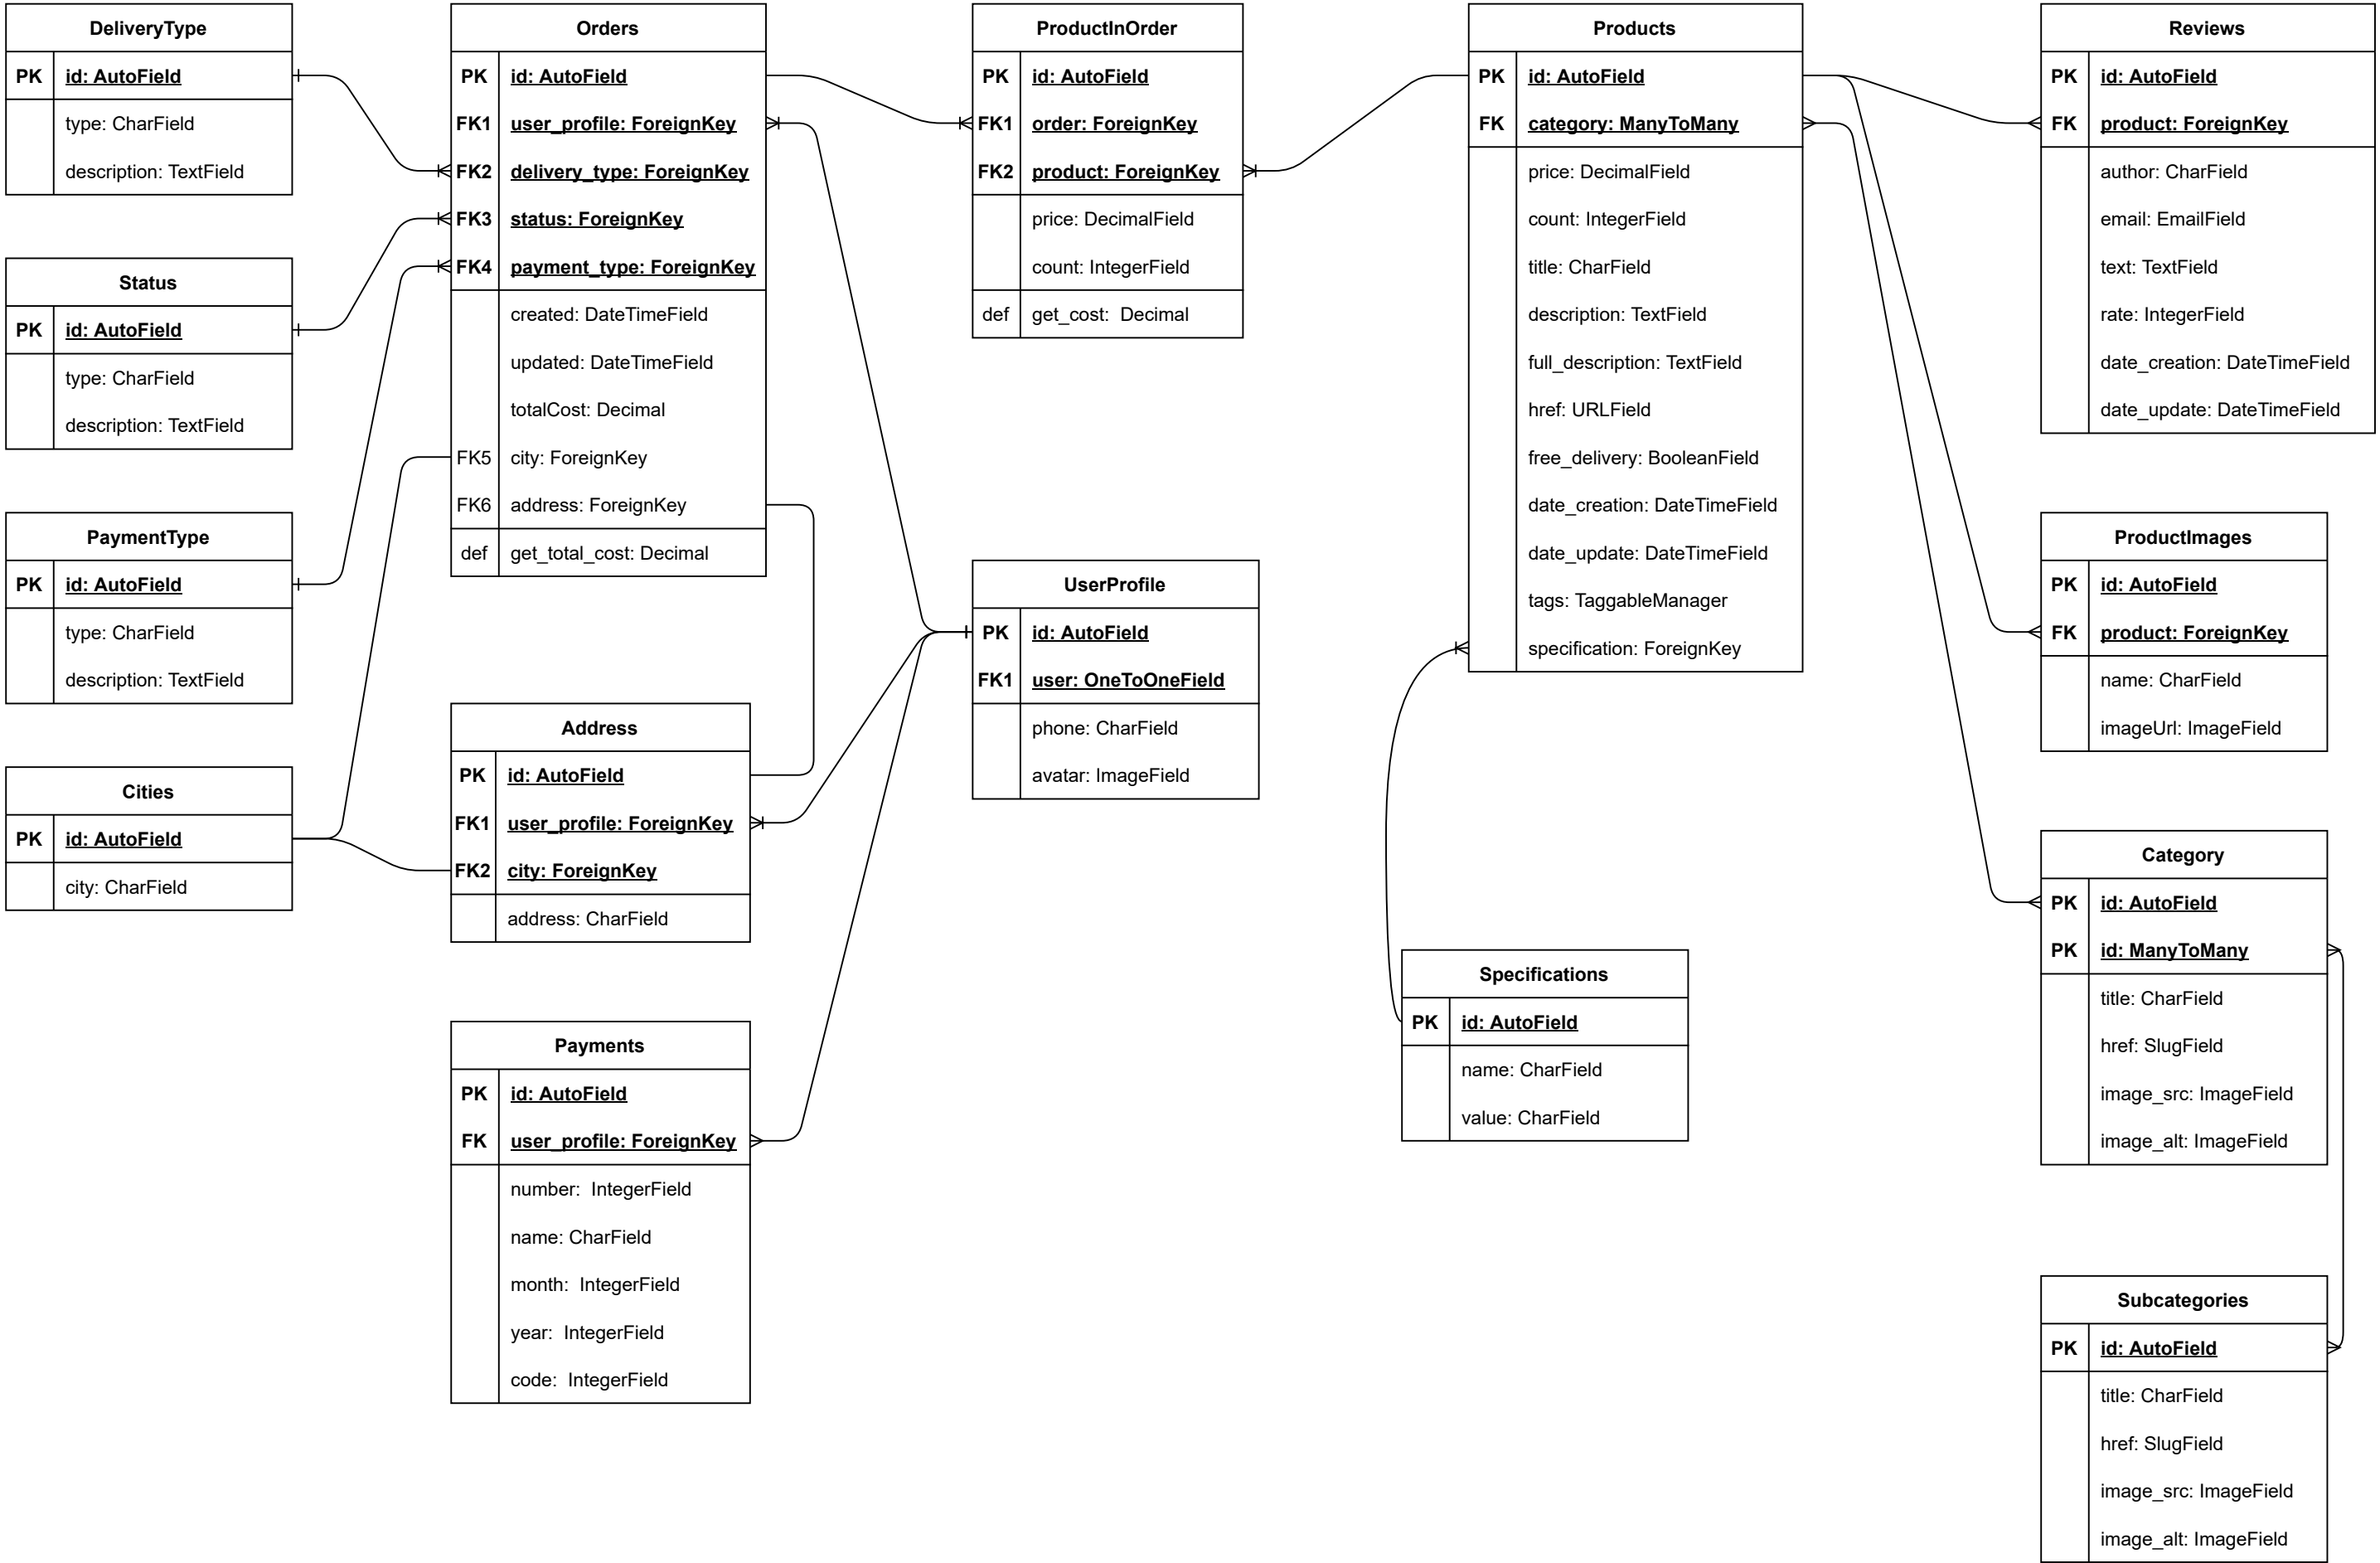 DeliveryType
PK id: AutoField
type: CharField
description: TextField
Status
PK id: AutoField
type: CharField
description: TextField
PaymentType
PK id: AutoField
type: CharField
description: TextField
Cities
PK id: AutoField
city: CharField
Orders
PK id: AutoField
FK1 user_profile: ForeignKey
FK2 delivery_type: ForeignKey
FK3 status: ForeignKey
FK4 payment_type: ForeignKey
created: DateTimeField
updated: DateTimeField
totalCost: Decimal
FK5 city: ForeignKey
FK6 address: ForeignKey
def get_total_cost: Decimal
Address
PK id: AutoField
FK1 user_profile: ForeignKey
FK2 city: ForeignKey
address: CharField
Payments
PK id: AutoField
FK user_profile: ForeignKey
number: IntegerField
name: CharField
month: IntegerField
year: IntegerField
code: IntegerField
ProductInOrder
PK id: AutoField
FK1 order: ForeignKey
FK2 product: ForeignKey
price: DecimalField
count: IntegerField
def get_cost: Decimal
UserProfile
PK id: AutoField
FK1 user: OneToOneField
phone: CharField
avatar: ImageField
Products
PK id: AutoField
FK category: ManyToMany
price: DecimalField
count: IntegerField
title: CharField
description: TextField
full_description: TextField
href: URLField
free_delivery: BooleanField
date_creation: DateTimeField
date_update: DateTimeField
tags: TaggableManager
specification: ForeignKey
Specifications
PK id: AutoField
name: CharField
value: CharField
Reviews
PK id: AutoField
FK product: ForeignKey
author: CharField
email: EmailField
text: TextField
rate: IntegerField
date_creation: DateTimeField
date_update: DateTimeField
ProductImages
PK id: AutoField
FK product: ForeignKey
name: CharField
imageUrl: ImageField
Category
PK id: AutoField
PK id: ManyToMany
title: CharField
href: SlugField
image_src: ImageField
image_alt: ImageField
Subcategories
PK id: AutoField
title: CharField
href: SlugField
image_src: ImageField
image_alt: ImageField